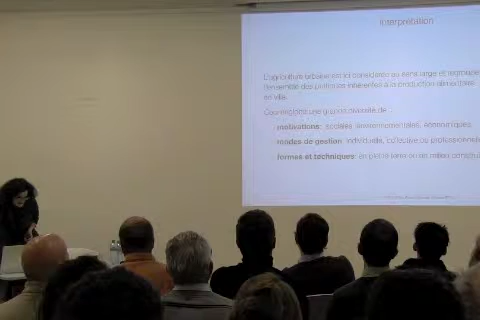 Interprétation
L'agriculture urbaine est ici considérée au sens large et regroupe
l'ensemble des pratiques inhérentes à la production alimentaire
en ville.
une grande diversité de
motivations: sociales, environnementales, économiques,
modes de gestion: individuelle, collective ou professionnelle
formes et techniques: en pleine terre ou en milieu construit